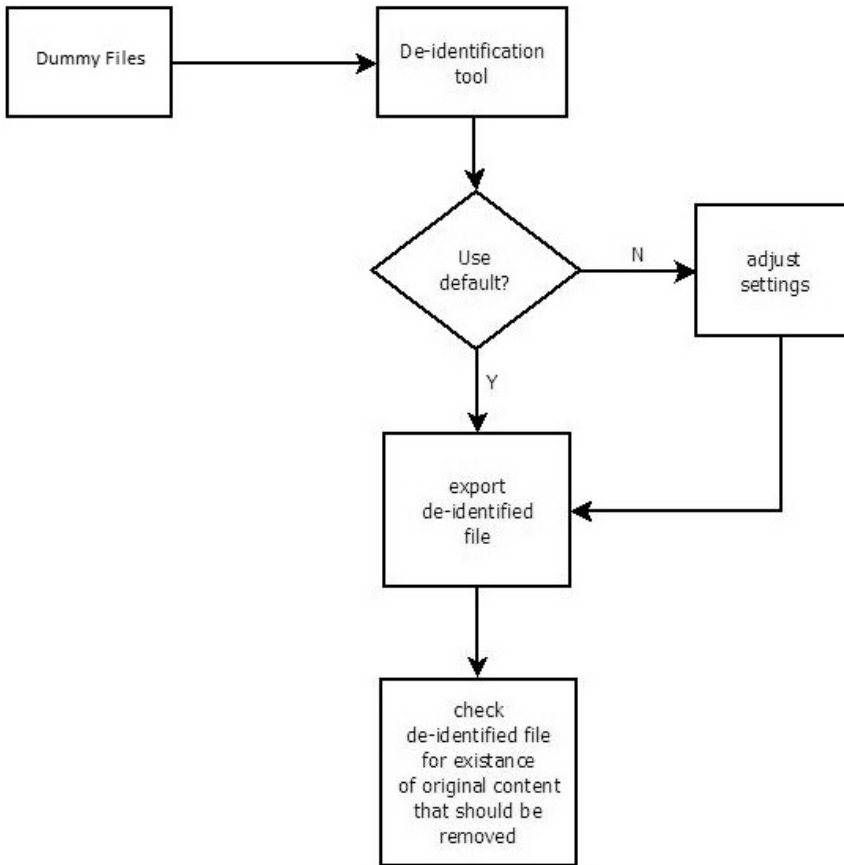 Dummy Files
De-identification
tool
Use
default?
N
adjust
settings
Y
export
de-identified
file
check
de-identified file
for existance
of original content
that should be
removed